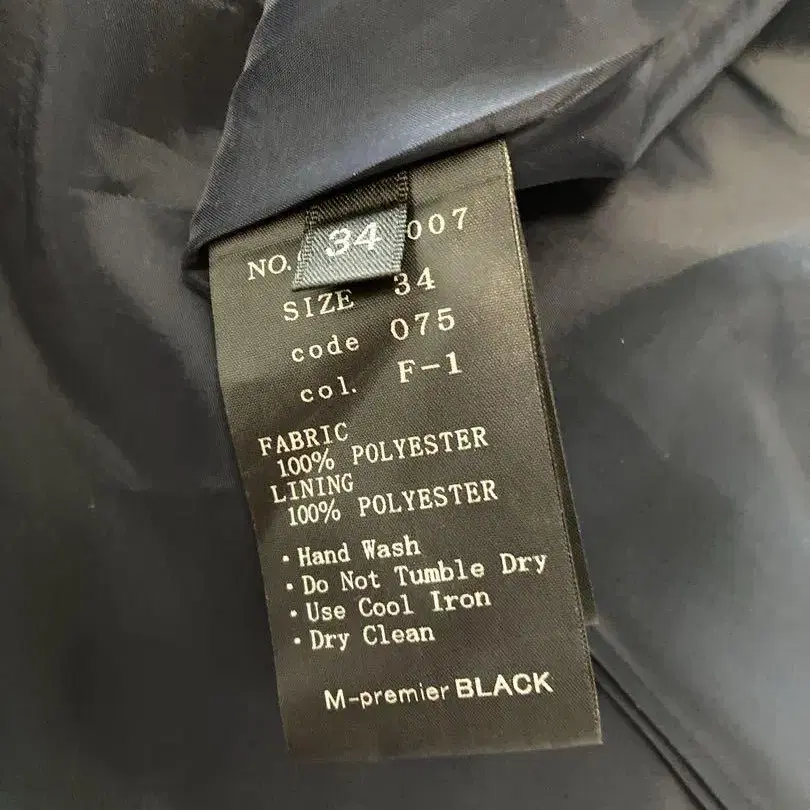 34
NO. 007
SIZE 34
code 075
col. F-1
FABRIC
100% POLYESTER
LINING
100% POLYESTER
・Hand Wash
・Do Not Tumble Dry
・Use Cool Iron
・Dry Clean
M-premier BLACK